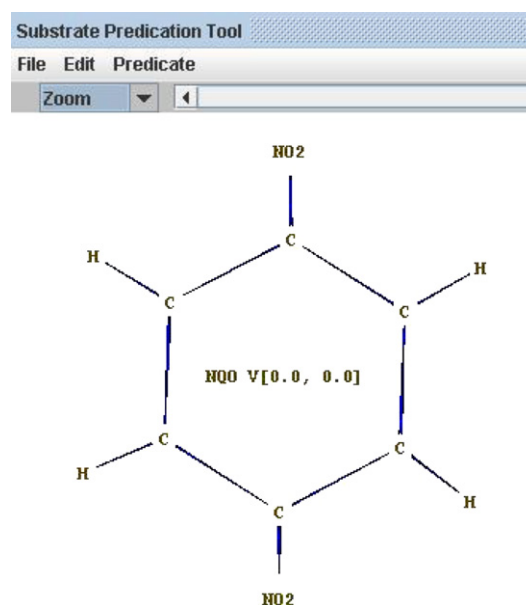 Substrate Predication Tool
File Edit Predicate
Zoom
NO2
C
H
H
C
C
NQO V[0.0, 0.0]
C
C
H
H
C
NO2